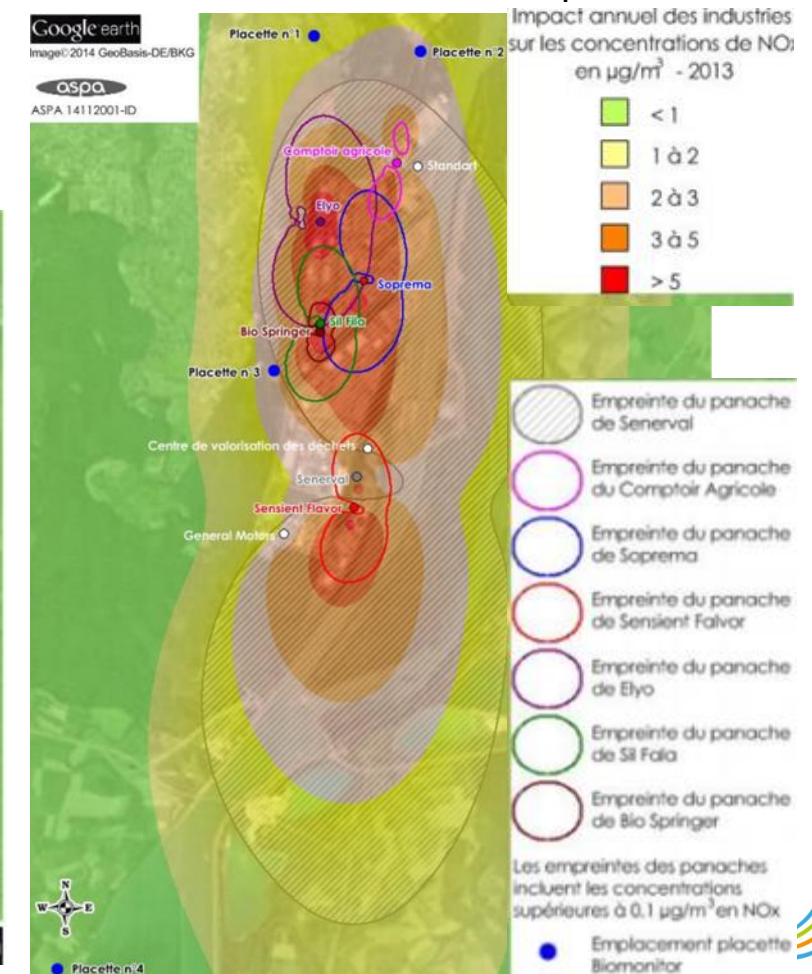 Google earth
Image©2014 GeoBasis-DE/BKG
aspa
ASPA 14112001-ID
Placette n°1
Placette n°2
Comptoir agricole
Standart
Elyo
Soprema
Sil Fila
Bio Springer
Placette n°3
Centre de valorisation des déchets
Senerval
Sensient Flavor
General Motors
N
W E
S
Placette n°4
Impact annuel des industries
sur les concentrations de NOx
en µg/m³ - 2013
< 1
1 à 2
2 à 3
3 à 5
> 5
Empreinte du panache
de Senerval
Empreinte du panache
du Comptoir Agricole
Empreinte du panache
de Soprema
Empreinte du panache
de Sensient Falvor
Empreinte du panache
de Elyo
Empreinte du panache
de Sil Fala
Empreinte du panache
de Bio Springer
Les empreintes des panaches
incluent les concentrations
supérieures à 0,1 µg/m³ en NOx
Emplacement placette
Biomonitor